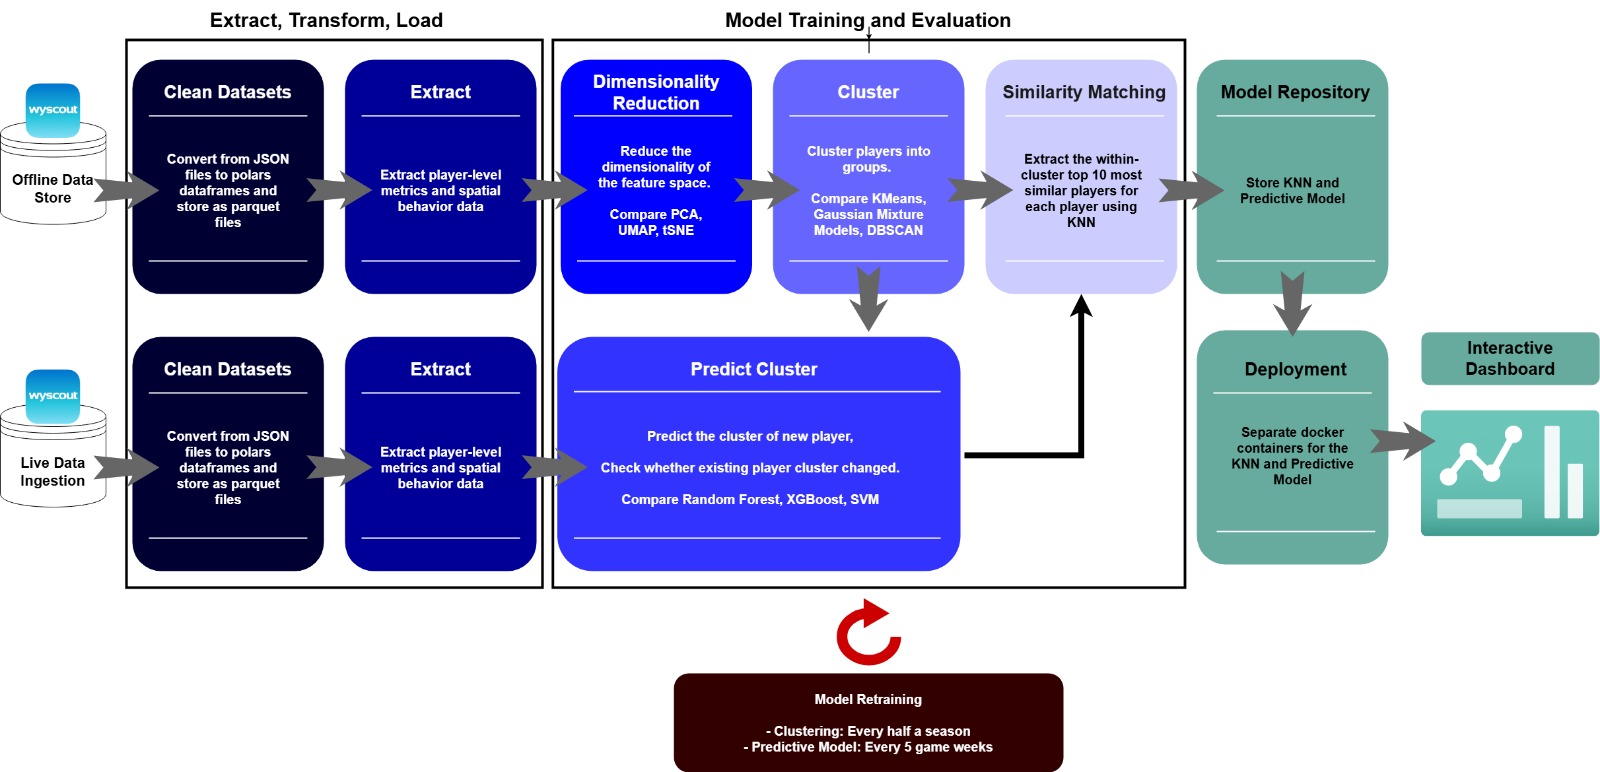 Extract, Transform, Load
Model Training and Evaluation
wyscout
Offline Data
Store
Clean Datasets
Convert from JSON
files to polars
dataframes and
store as parquet
files
Extract
Extract player-level
metrics and spatial
behavior data
Dimensionality
Reduction
Reduce the
dimensionality of
the feature space.
Compare PCA,
UMAP, tSNE
Cluster
Cluster players into
groups.
Compare KMeans,
Gaussian Mixture
Models, DBSCAN
Similarity Matching
Extract the within-
cluster top 10 most
similar players for
each player using
KNN
Model Repository
Store KNN and
Predictive Model
wyscout
Live Data
Ingestion
Clean Datasets
Convert from JSON
files to polars
dataframes and
store as parquet
files
Extract
Extract player-level
metrics and spatial
behavior data
Predict Cluster
Predict the cluster of new player,
Check whether existing player cluster changed.
Compare Random Forest, XGBoost, SVM
Deployment
Separate docker
containers for the
KNN and Predictive
Model
Interactive
Dashboard
Model Retraining
- Clustering: Every half a season
- Predictive Model: Every 5 game weeks